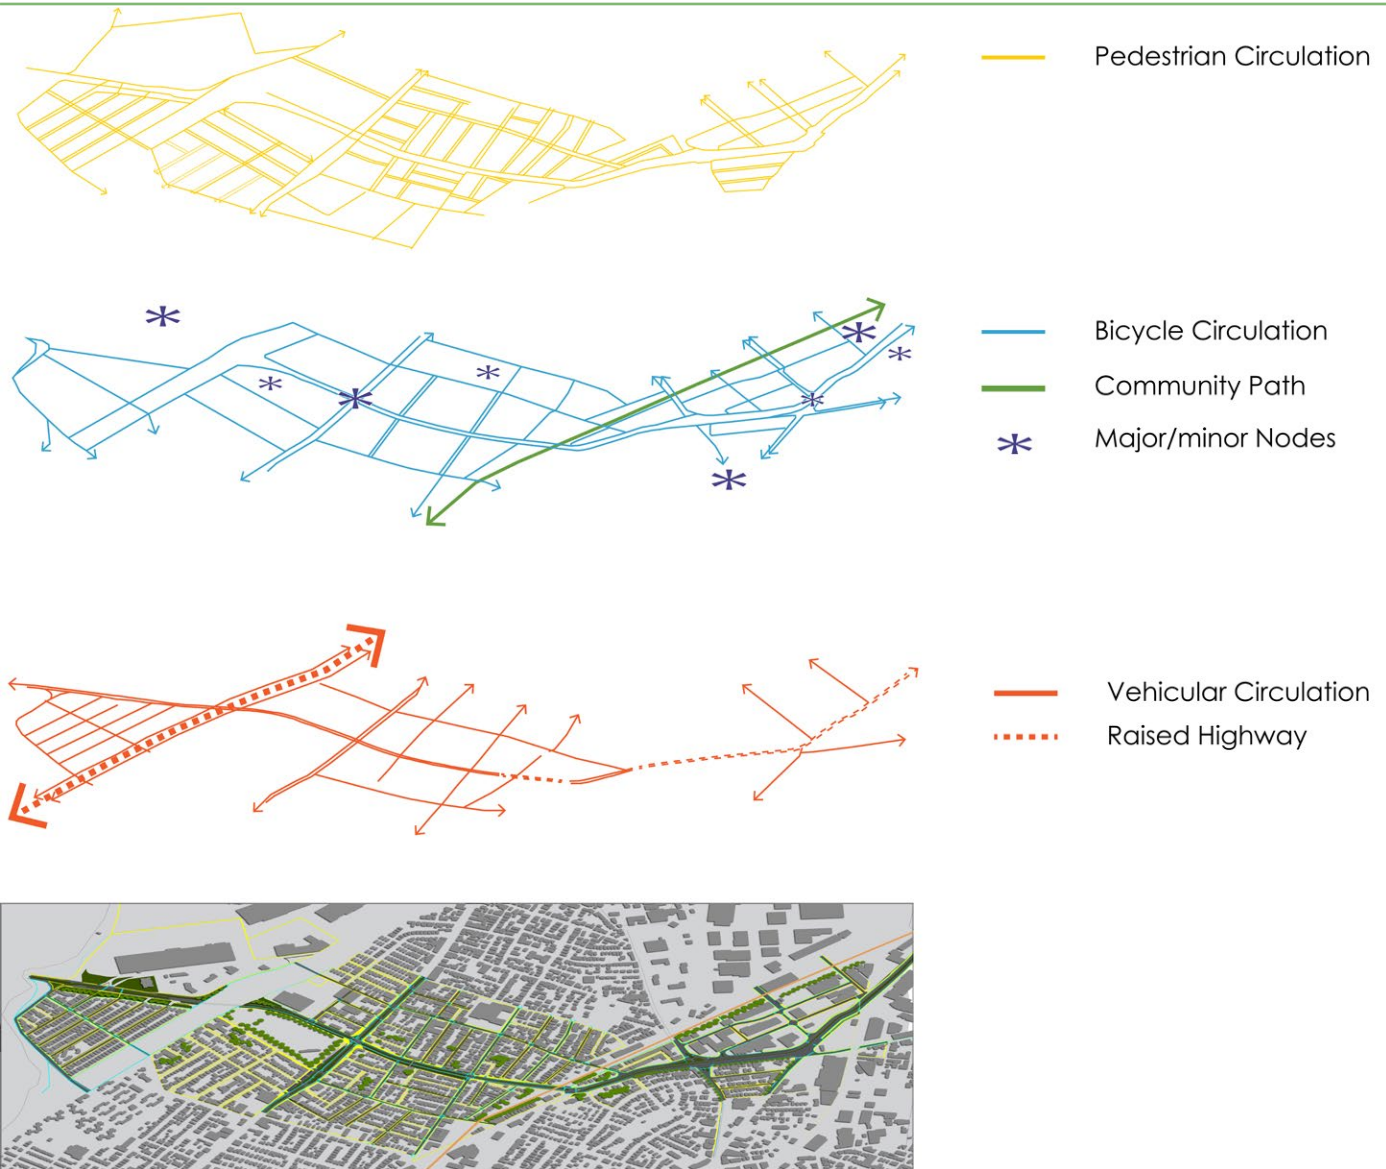 Pedestrian Circulation
Bicycle Circulation
Community Path
Major/minor Nodes
Vehicular Circulation
Raised Highway